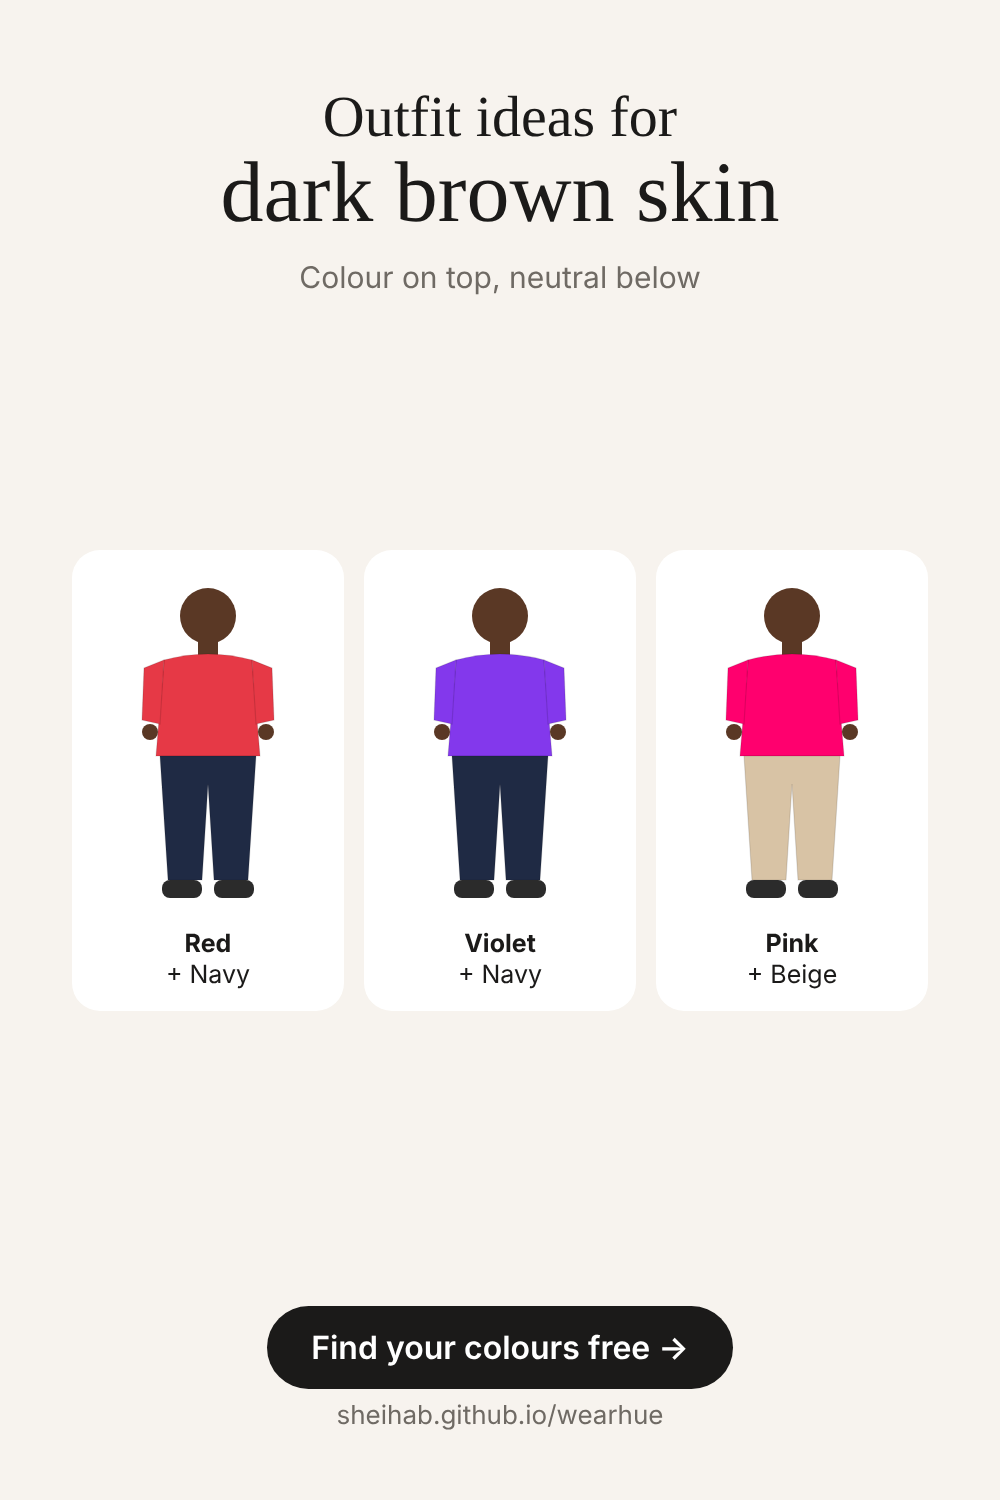 Outfit ideas for
dark brown skin
Colour on top, neutral below
Red
+ Navy
Violet
+ Navy
Pink
+ Beige
Find your colours free →
sheihab.github.io/wearhue